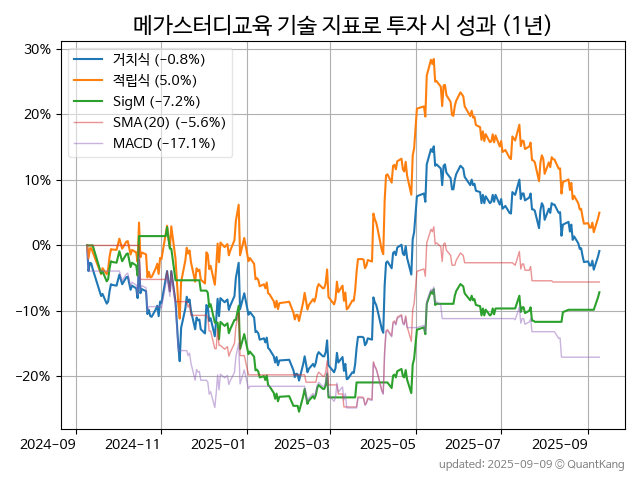 메가스터디교육 기술 지표로 투자 시 성과 (1년)
30%
20%
10%
0%
−10%
−20%
거치식 (−0.8%)
적립식 (5.0%)
SigM (−7.2%)
SMA(20) (−5.6%)
MACD (−17.1%)
2024-09
2024-11
2025-01
2025-03
2025-05
2025-07
2025-09
updated: 2025-09-09 ⓒ QuantKang